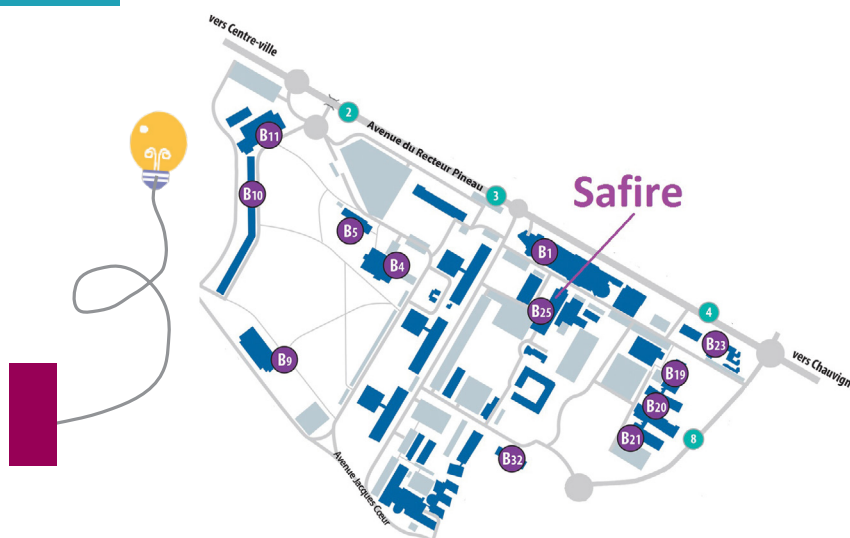 vers Centre-ville
2
B11
Avenue du Recteur Pineau
B10
3
Safire
B5
B1
B4
B25
4
B23
vers Chauvign
B9
B19
B20
B21
8
B32
Avenue Jacques Cœur